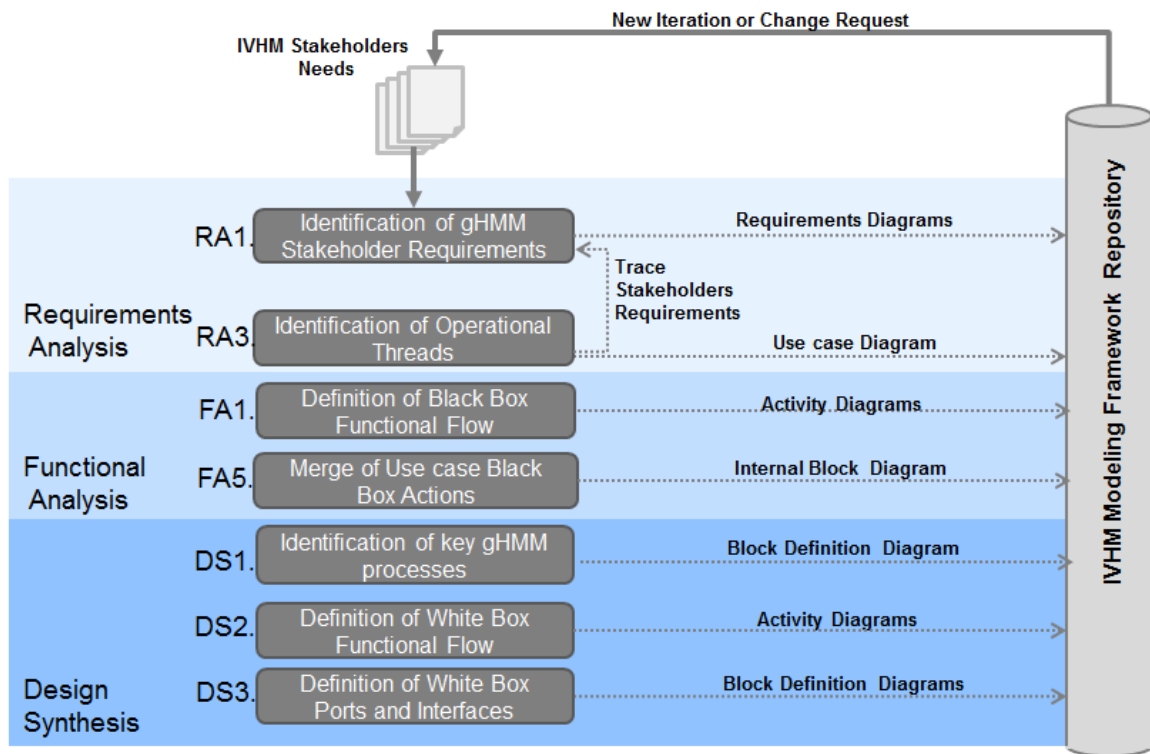 New Iteration or Change Request
IVHM Stakeholders
Needs
RA1.
Identification of gHMM
Stakeholder Requirements
Requirements Diagrams
Trace
Stakeholders
Requirements
Requirements
Analysis
RA3.
Identification of Operational
Threads
Use case Diagram
FA1.
Definition of Black Box
Functional Flow
Activity Diagrams
Functional
Analysis
FA5.
Merge of Use case Black
Box Actions
Internal Block Diagram
DS1.
Identification of key gHMM
processes
Block Definition Diagram
DS2.
Definition of White Box
Functional Flow
Activity Diagrams
Design
Synthesis
DS3.
Definition of White Box
Ports and Interfaces
Block Definition Diagrams
IVHM Modeling Framework Repository